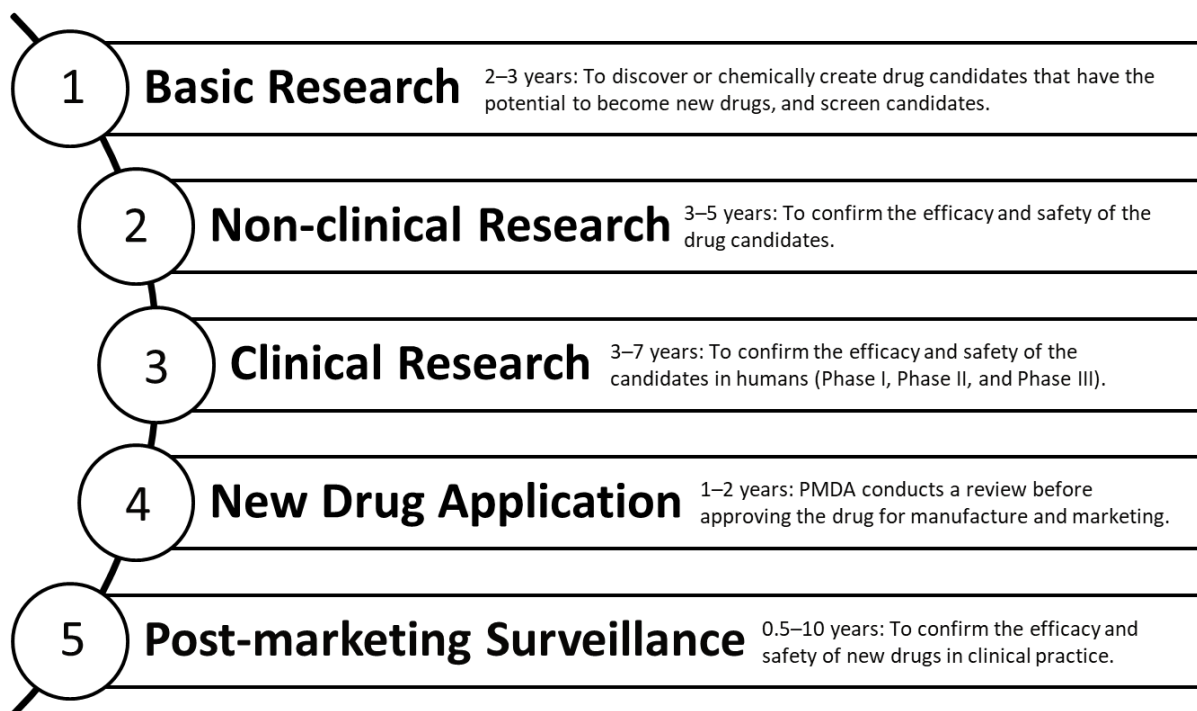 1
Basic Research
2–3 years: To discover or chemically create drug candidates that have the
potential to become new drugs, and screen candidates.
2
Non-clinical Research
3–5 years: To confirm the efficacy and safety of the
drug candidates.
3
Clinical Research
3–7 years: To confirm the efficacy and safety of the
candidates in humans (Phase I, Phase II, and Phase III).
4
New Drug Application
1–2 years: PMDA conducts a review before
approving the drug for manufacture and marketing.
5
Post-marketing Surveillance
0.5–10 years: To confirm the efficacy and
safety of new drugs in clinical practice.